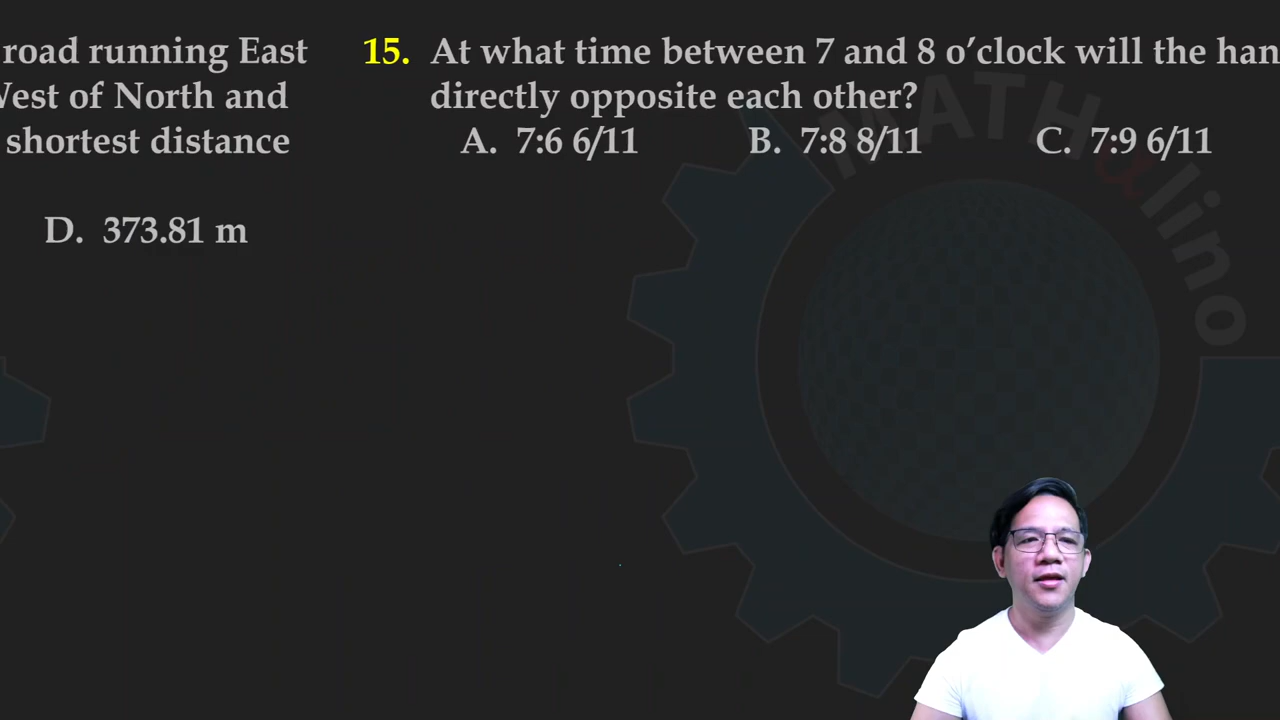 road running East
West of North and
shortest distance
D. 373.81 m
15. At what time between 7 and 8 o’clock will the han
directly opposite each other?
A. 7:6 6/11 B. 7:8 8/11 C. 7:9 6/11
MATHalino